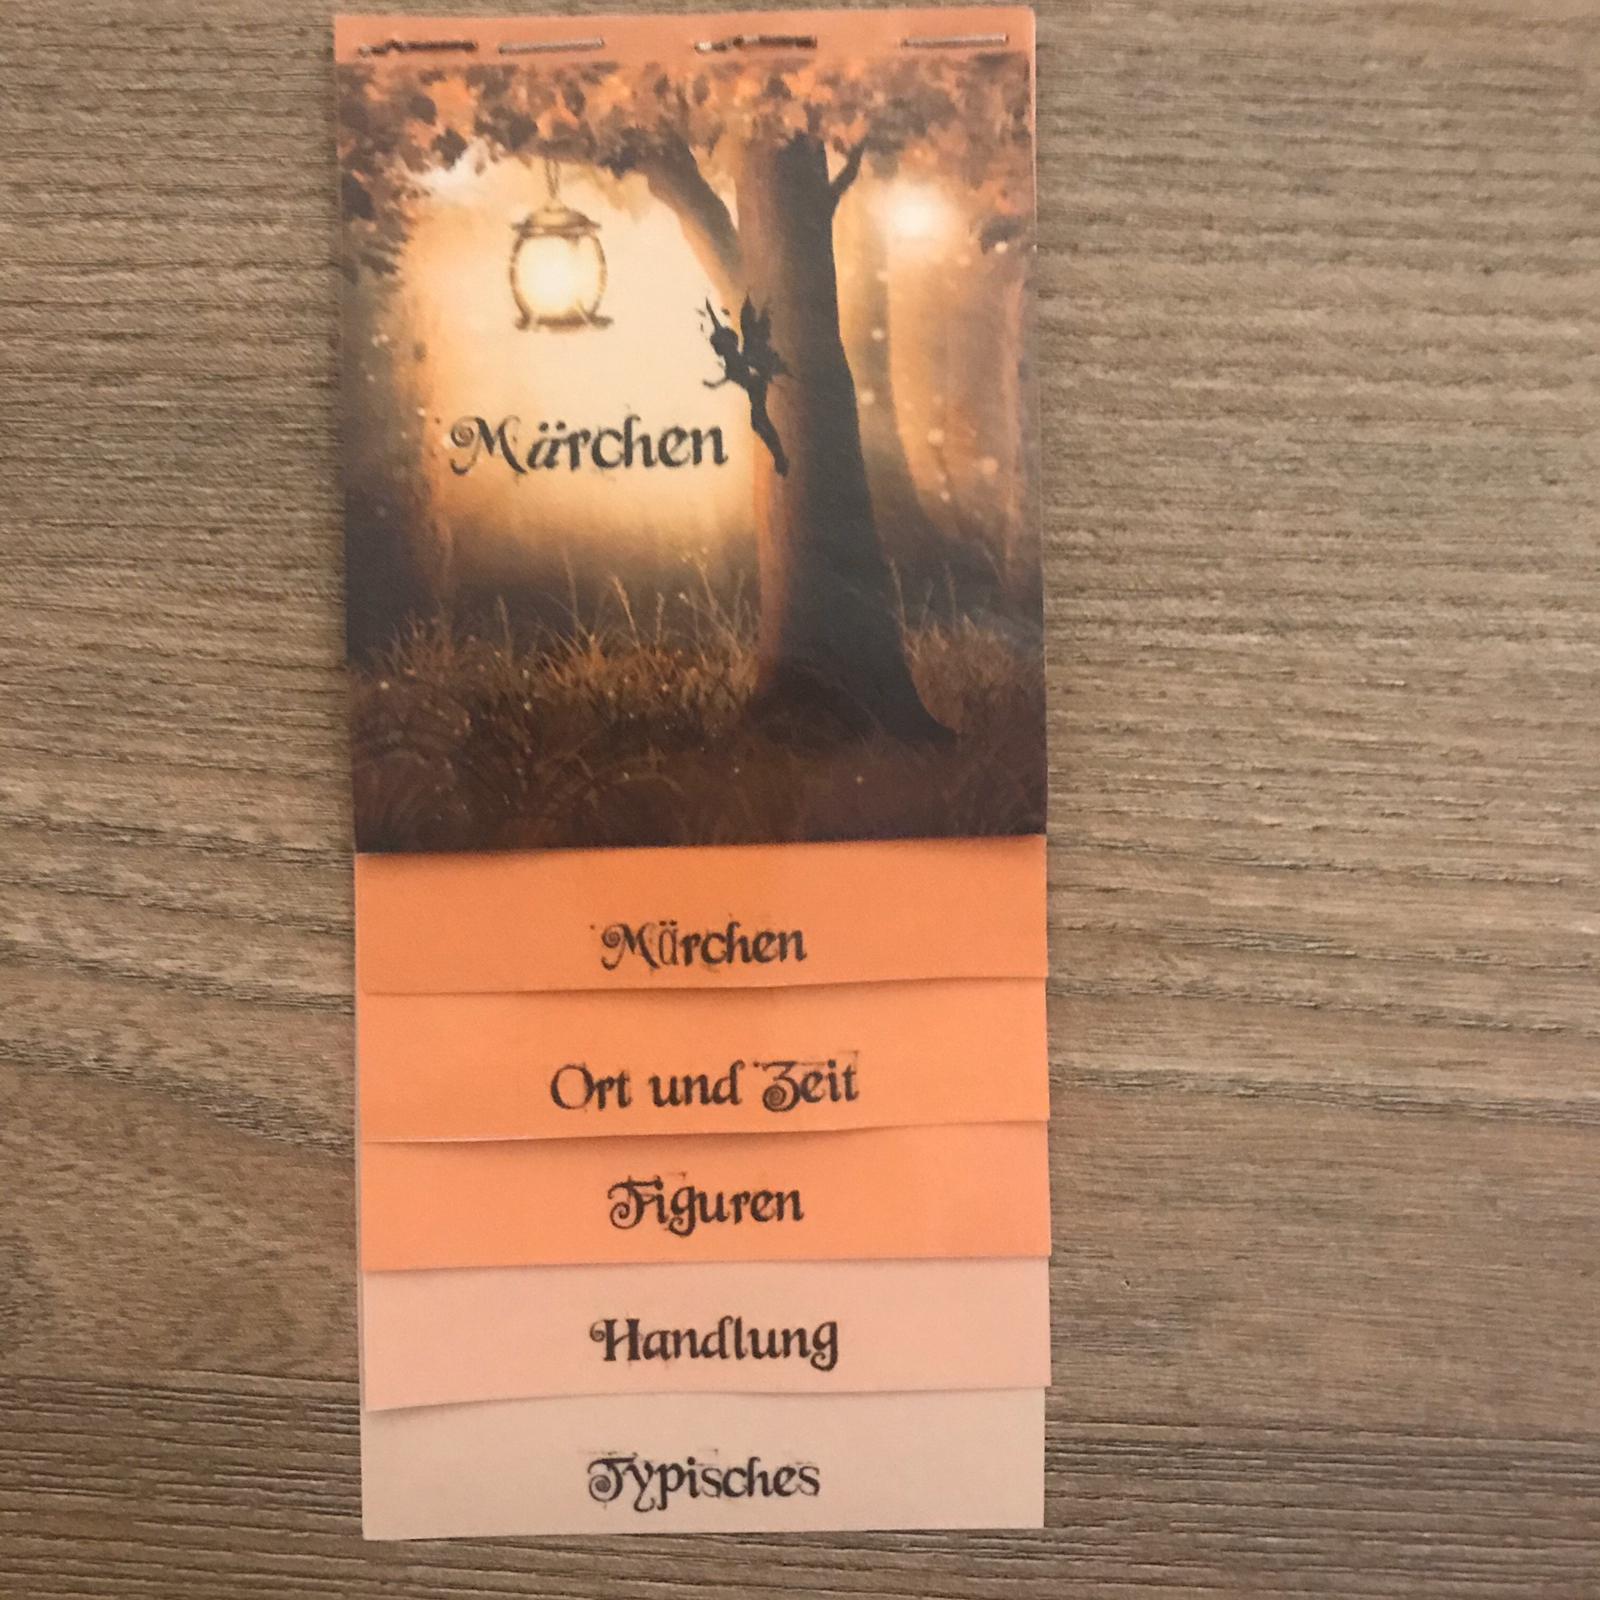 Märchen
Märchen
Ort und Zeit
Figuren
Handlung
Typisches